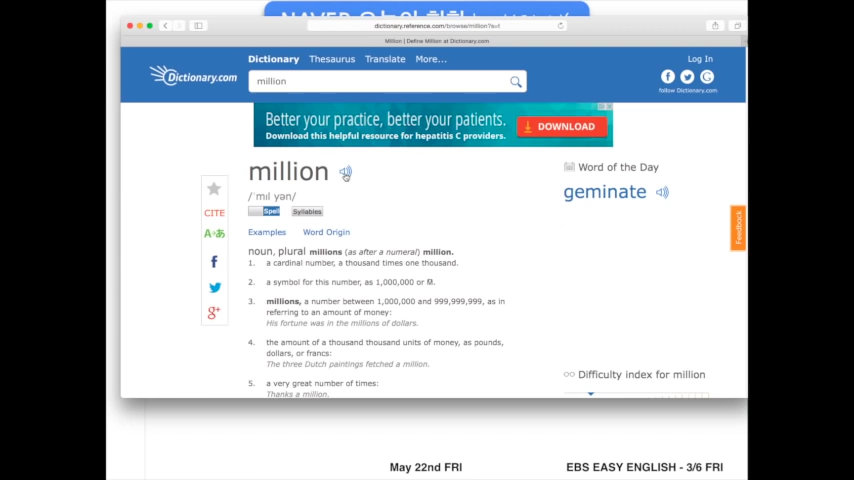 NAVER
dictionary.reference.com/browse/million?s=t
Million | Define Million at Dictionary.com
Dictionary Thesaurus Translate More...
Log In
Dictionary.com
million
follow Dictionary.com
Better your practice, better your patients.
Download this helpful resource for hepatitis C providers.
DOWNLOAD
million
/ˈmɪl yən/
Spell Syllables
Examples Word Origin
CITE
A あ
f
g+
noun, plural millions (as after a numeral) million.
1. a cardinal number, a thousand times one thousand.
2. a symbol for this number, as 1,000,000 or M̅.
3. millions, a number between 1,000,000 and 999,999,999, as in
referring to an amount of money:
His fortune was in the millions of dollars.
4. the amount of a thousand thousand units of money, as pounds,
dollars, or francs:
The three Dutch paintings fetched a million.
5. a very great number of times:
Thanks a million.
Word of the Day
geminate
Feedback
Difficulty index for million
May 22nd FRI
EBS EASY ENGLISH - 3/6 FRI